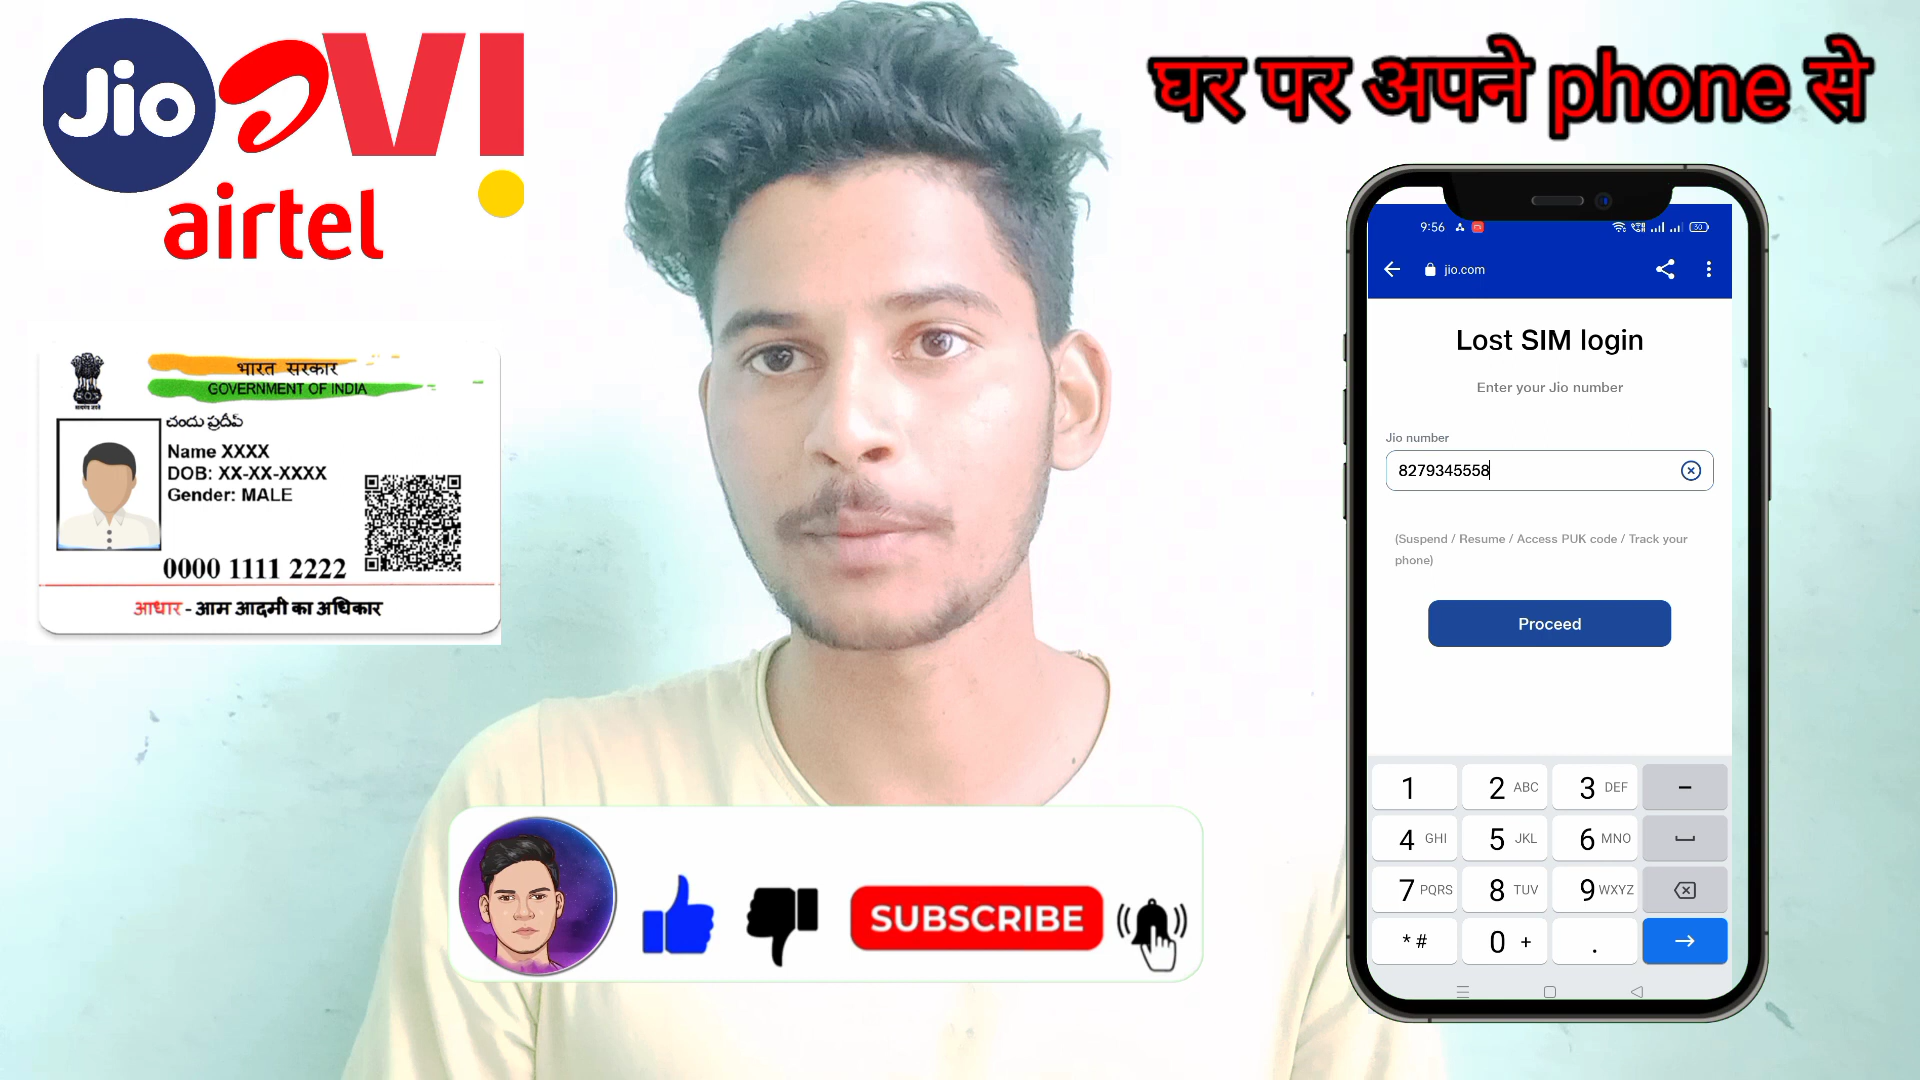 Jio
VI
airtel
घर पर अपने phone से
भारत सरकार
GOVERNMENT OF INDIA
చందు ప్రదీప్
Name XXXX
DOB: XX-XX-XXXX
Gender: MALE
0000 1111 2222
आधार - आम आदमी का अधिकार
9:56
30
jio.com
Lost SIM login
Enter your Jio number
Jio number
8279345558
(Suspend / Resume / Access PUK code / Track your
phone)
Proceed
1 2 ABC 3 DEF -
4 GHI 5 JKL 6 MNO
7 PQRS 8 TUV 9 WXYZ
* # 0 + .
SUBSCRIBE